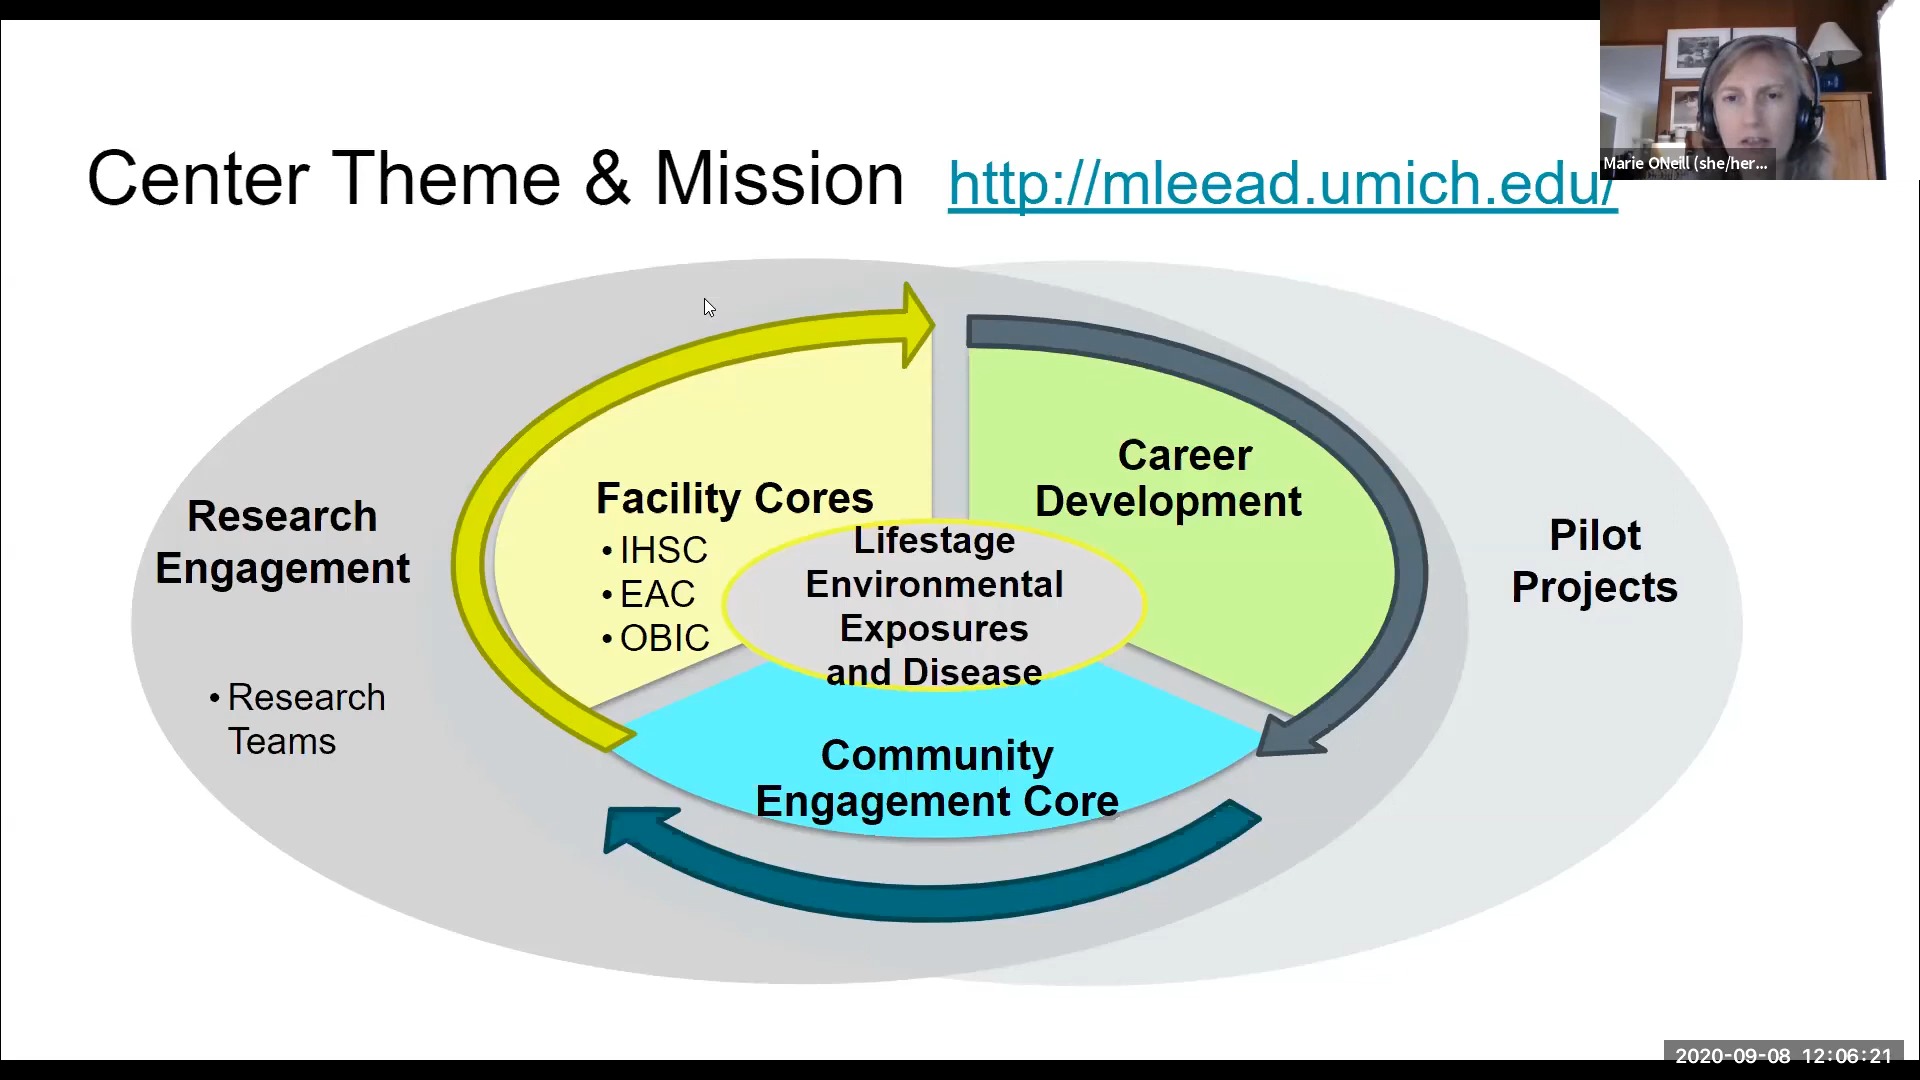 Center Theme & Mission http://mleead.umich.edu/
Marie ONeill (she/her...
Research
Engagement
• Research
Teams
Facility Cores
• IHSC
• EAC
• OBIC
Career
Development
Lifestage
Environmental
Exposures
and Disease
Community
Engagement Core
Pilot
Projects
2020-09-08 12:06:21